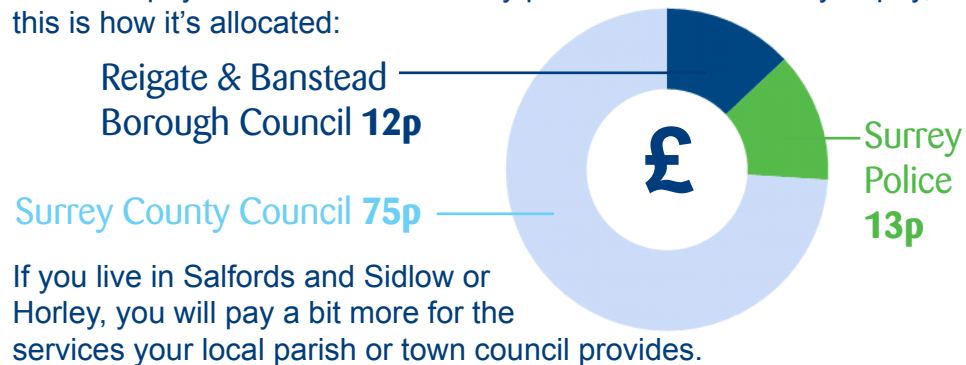 this is how it's allocated:
Reigate & Banstead
Borough Council 12p
£
Surrey
Police
13p
Surrey County Council 75p
If you live in Salfords and Sidlow or
Horley, you will pay a bit more for the
services your local parish or town council provides.